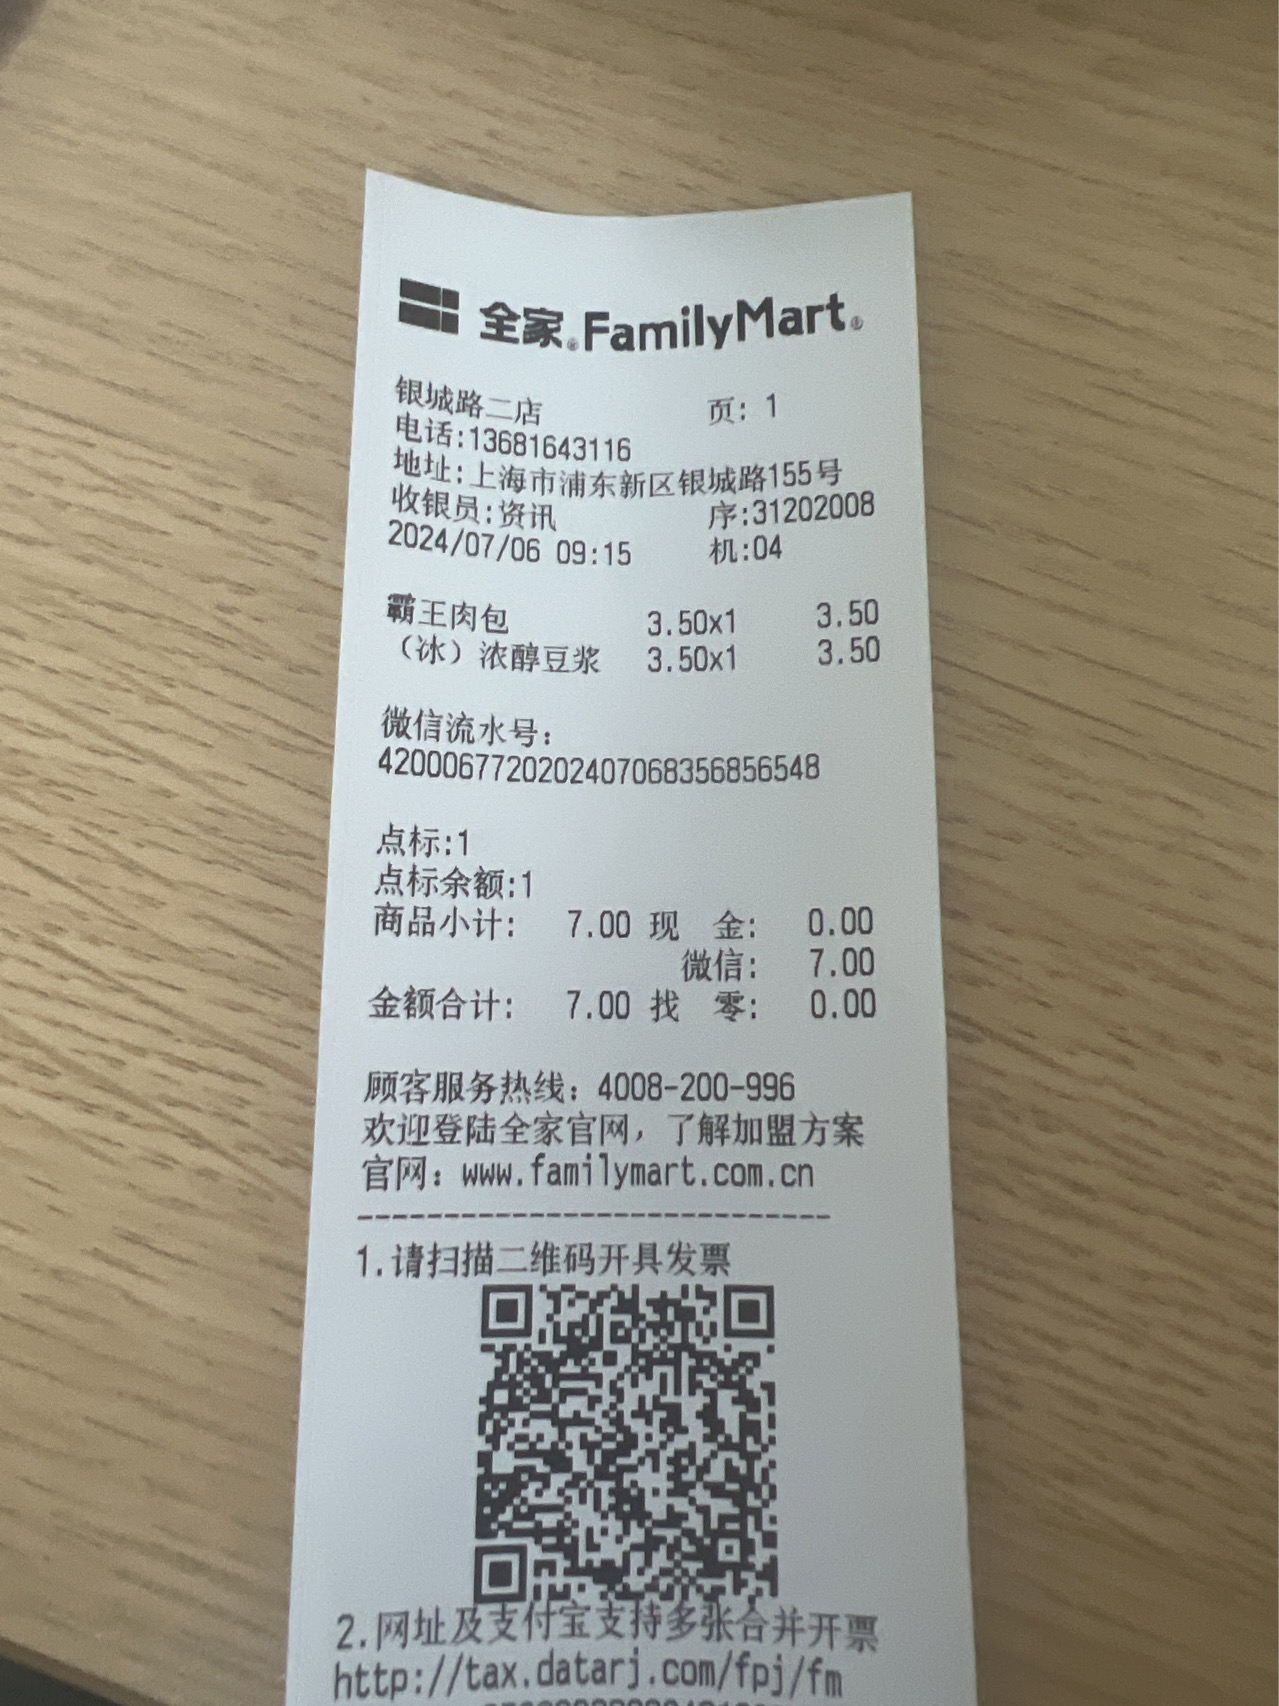 全家 FamilyMart
银城路二店 页: 1
电话:13681643116
地址:上海市浦东新区银城路155号
收银员:资讯 序:31202008
2024/07/06 09:15 机:04
霸王肉包 3.50x1 3.50
（冰）浓醇豆浆 3.50x1 3.50
微信流水号:
4200067720202407068356856548
点标:1
点标余额:1
商品小计: 7.00 现 金: 0.00
微信: 7.00
金额合计: 7.00 找 零: 0.00
顾客服务热线: 4008-200-996
欢迎登陆全家官网，了解加盟方案
官网: www.familymart.com.cn
----------------------------
1.请扫描二维码开具发票
2.网址及支付宝支持多张合并开票
http://tax.datarj.com/fpj/fm